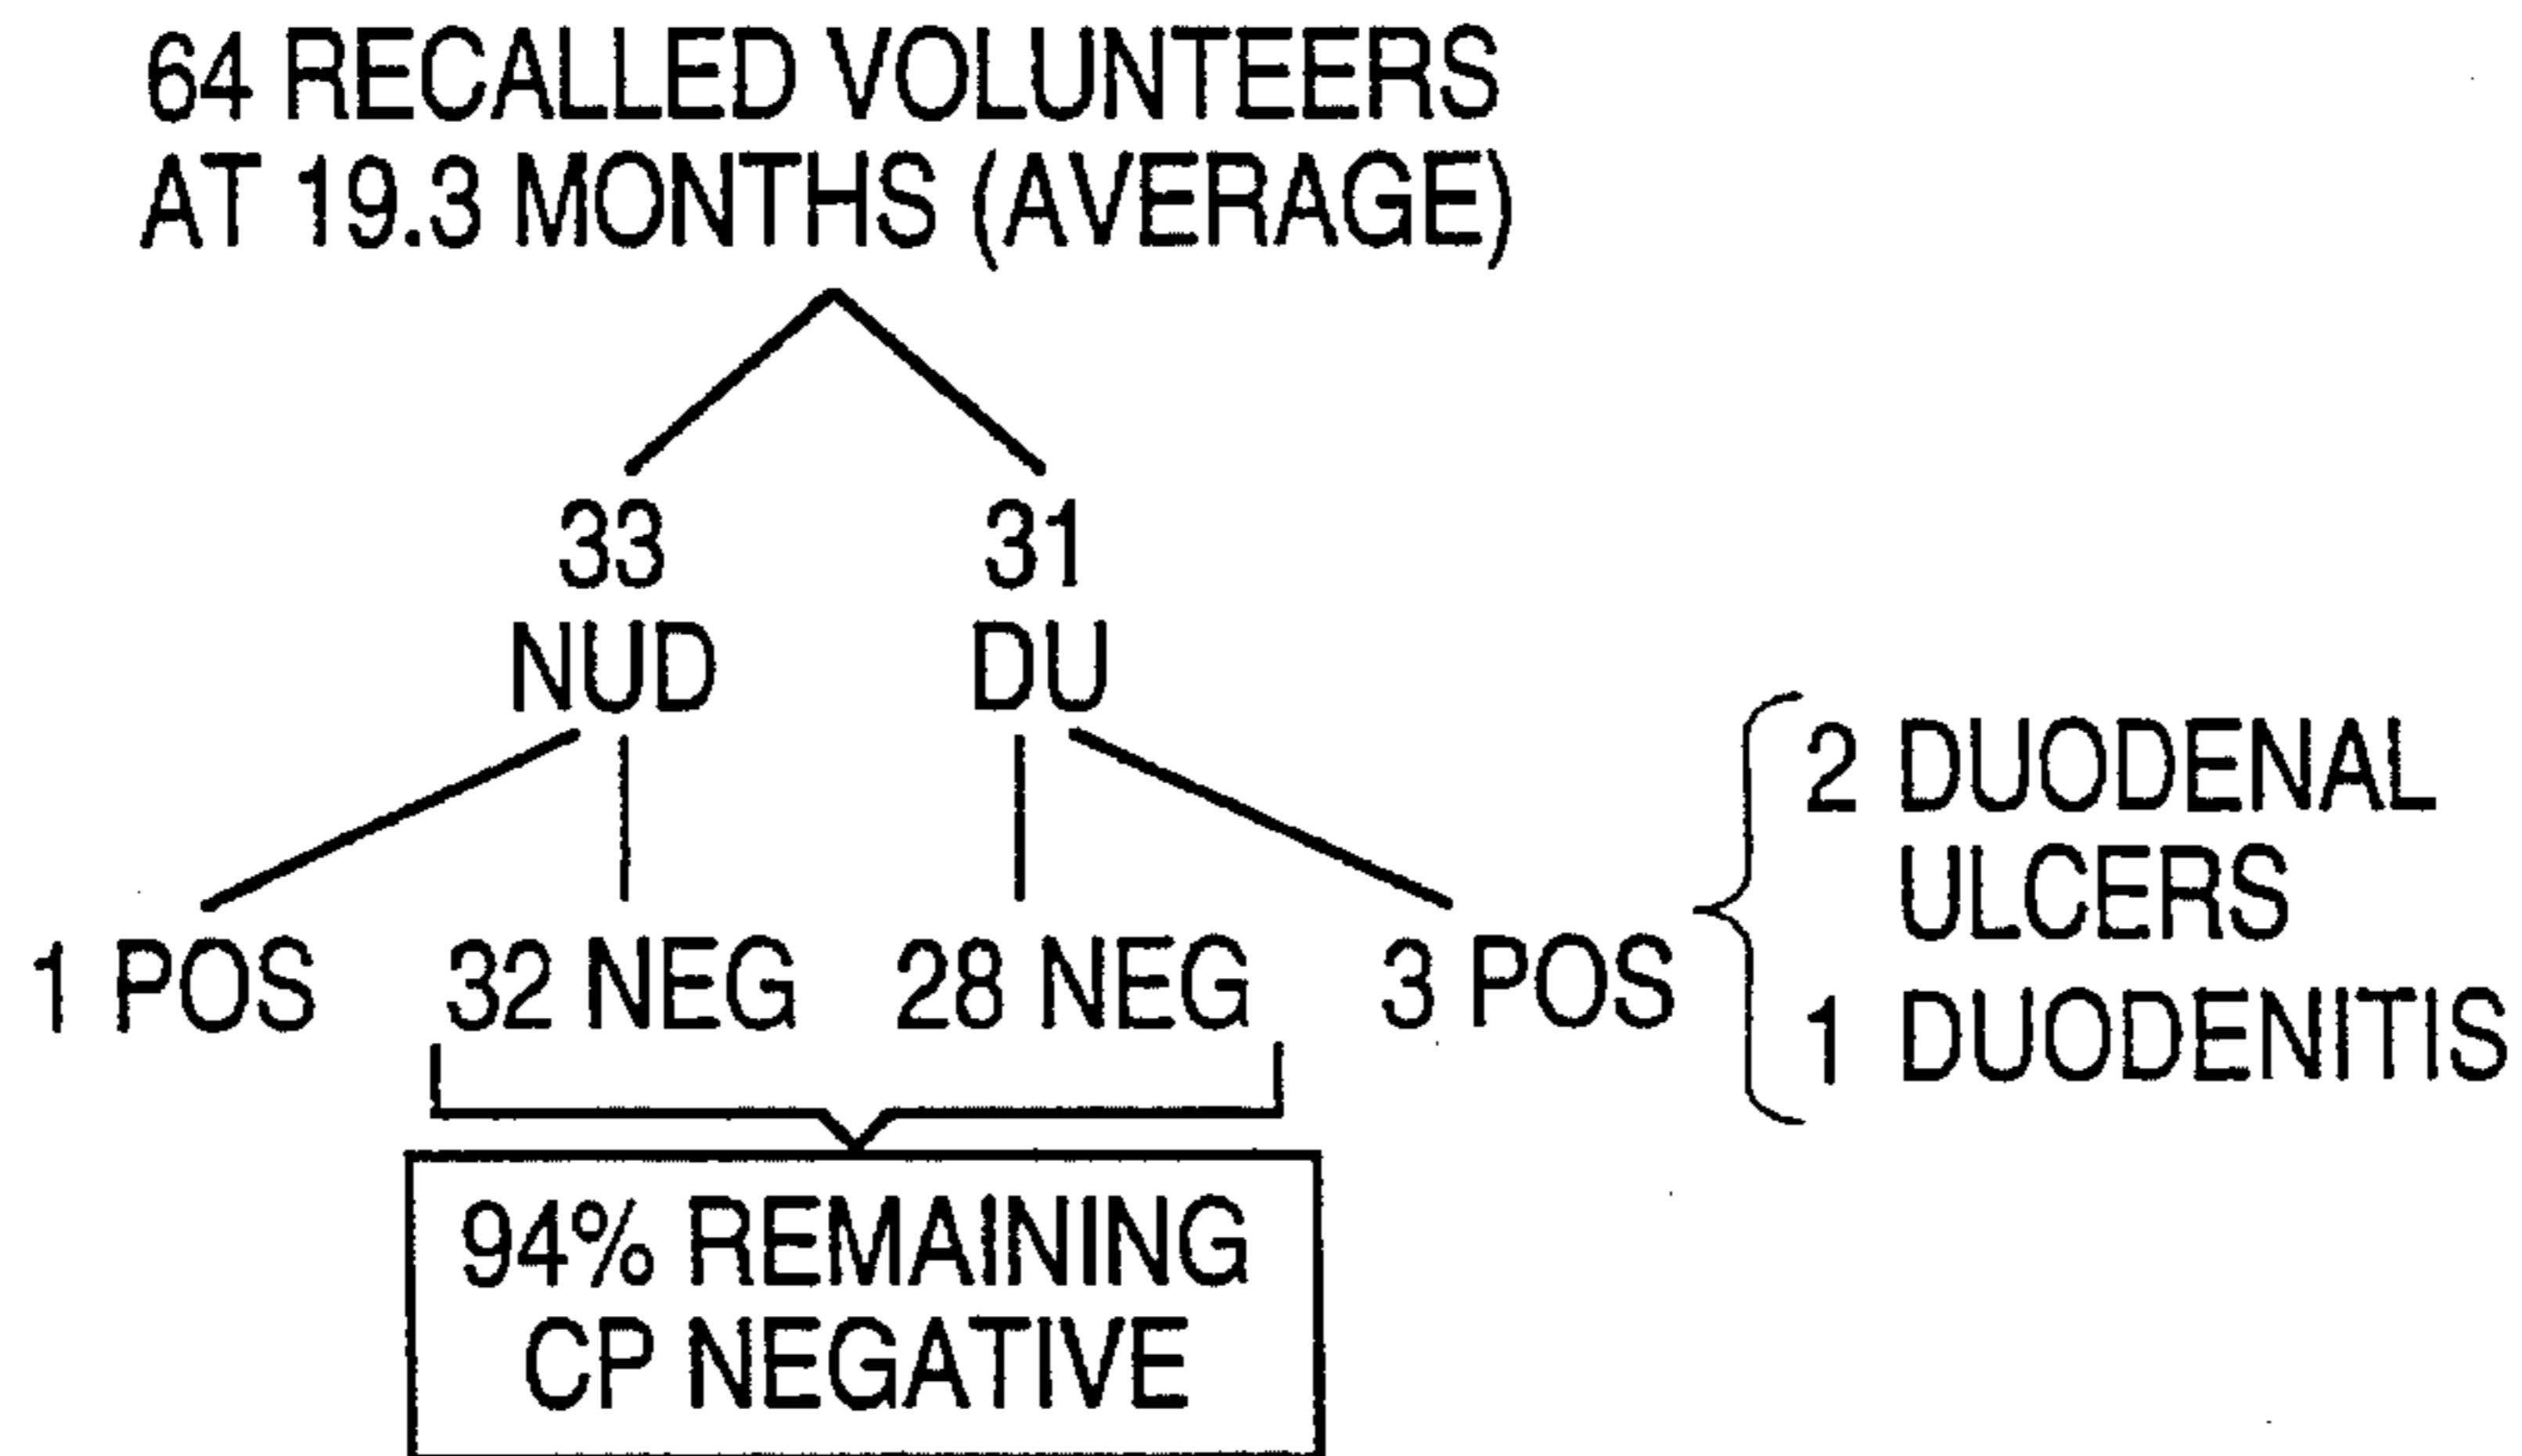 64 RECALLED VOLUNTEERS
AT 19.3 MONTHS (AVERAGE)
33
NUD
31
DU
1 POS
32 NEG
28 NEG
3 POS
2 DUODENAL
ULCERS
1 DUODENITIS
94% REMAINING
CP NEGATIVE